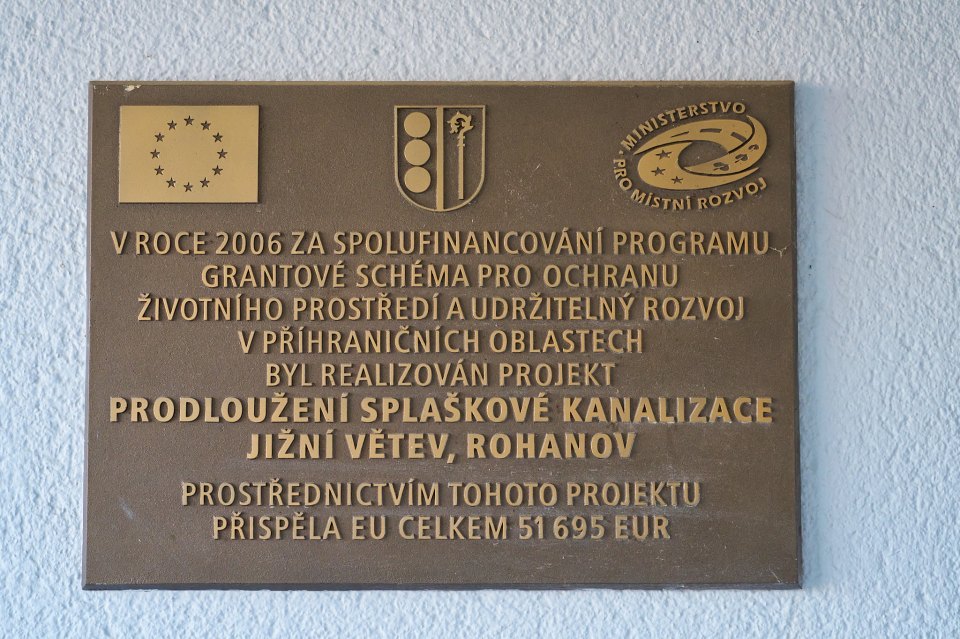 MINISTERSTVO
PRO MÍSTNÍ ROZVOJ
V ROCE 2006 ZA SPOLUFINANCOVÁNÍ PROGRAMU
GRANTOVÉ SCHÉMA PRO OCHRANU
ŽIVOTNÍHO PROSTŘEDÍ A UDRŽITELNÝ ROZVOJ
V PŘÍHRANIČNÍCH OBLASTECH
BYL REALIZOVÁN PROJEKT
PRODLOUŽENÍ SPLAŠKOVÉ KANALIZACE
JIŽNÍ VĚTEV, ROHANOV
PROSTŘEDNICTVÍM TOHOTO PROJEKTU
PŘISPĚLA EU CELKEM 51 695 EUR